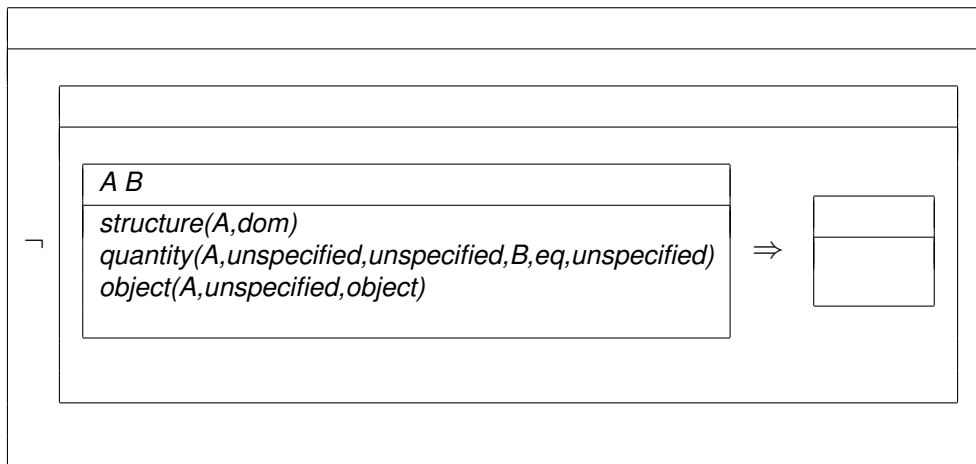 A B
structure(A,dom)
quantity(A,unspecified,unspecified,B,eq,unspecified)
object(A,unspecified,object)
¬ ⇒